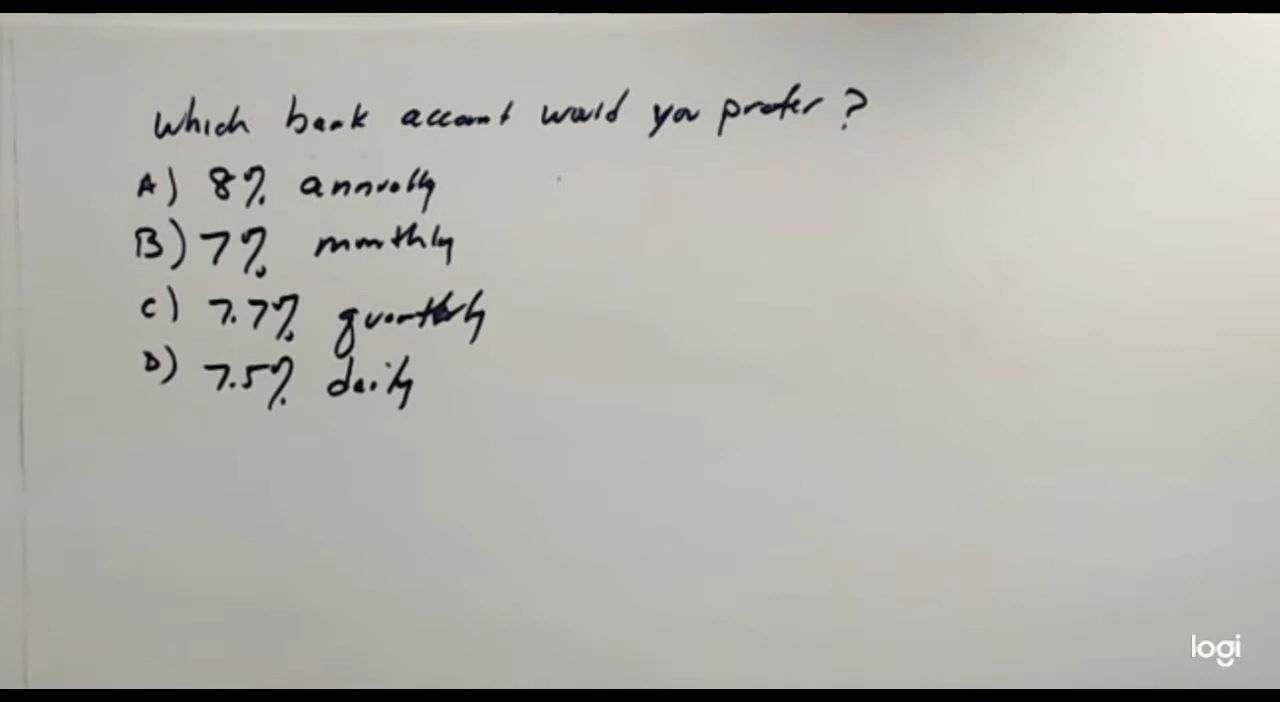 Which bank account would you prefer?
A) 8% annually
B) 7% monthly
C) 7.7% quarterly
D) 7.5% daily
logi